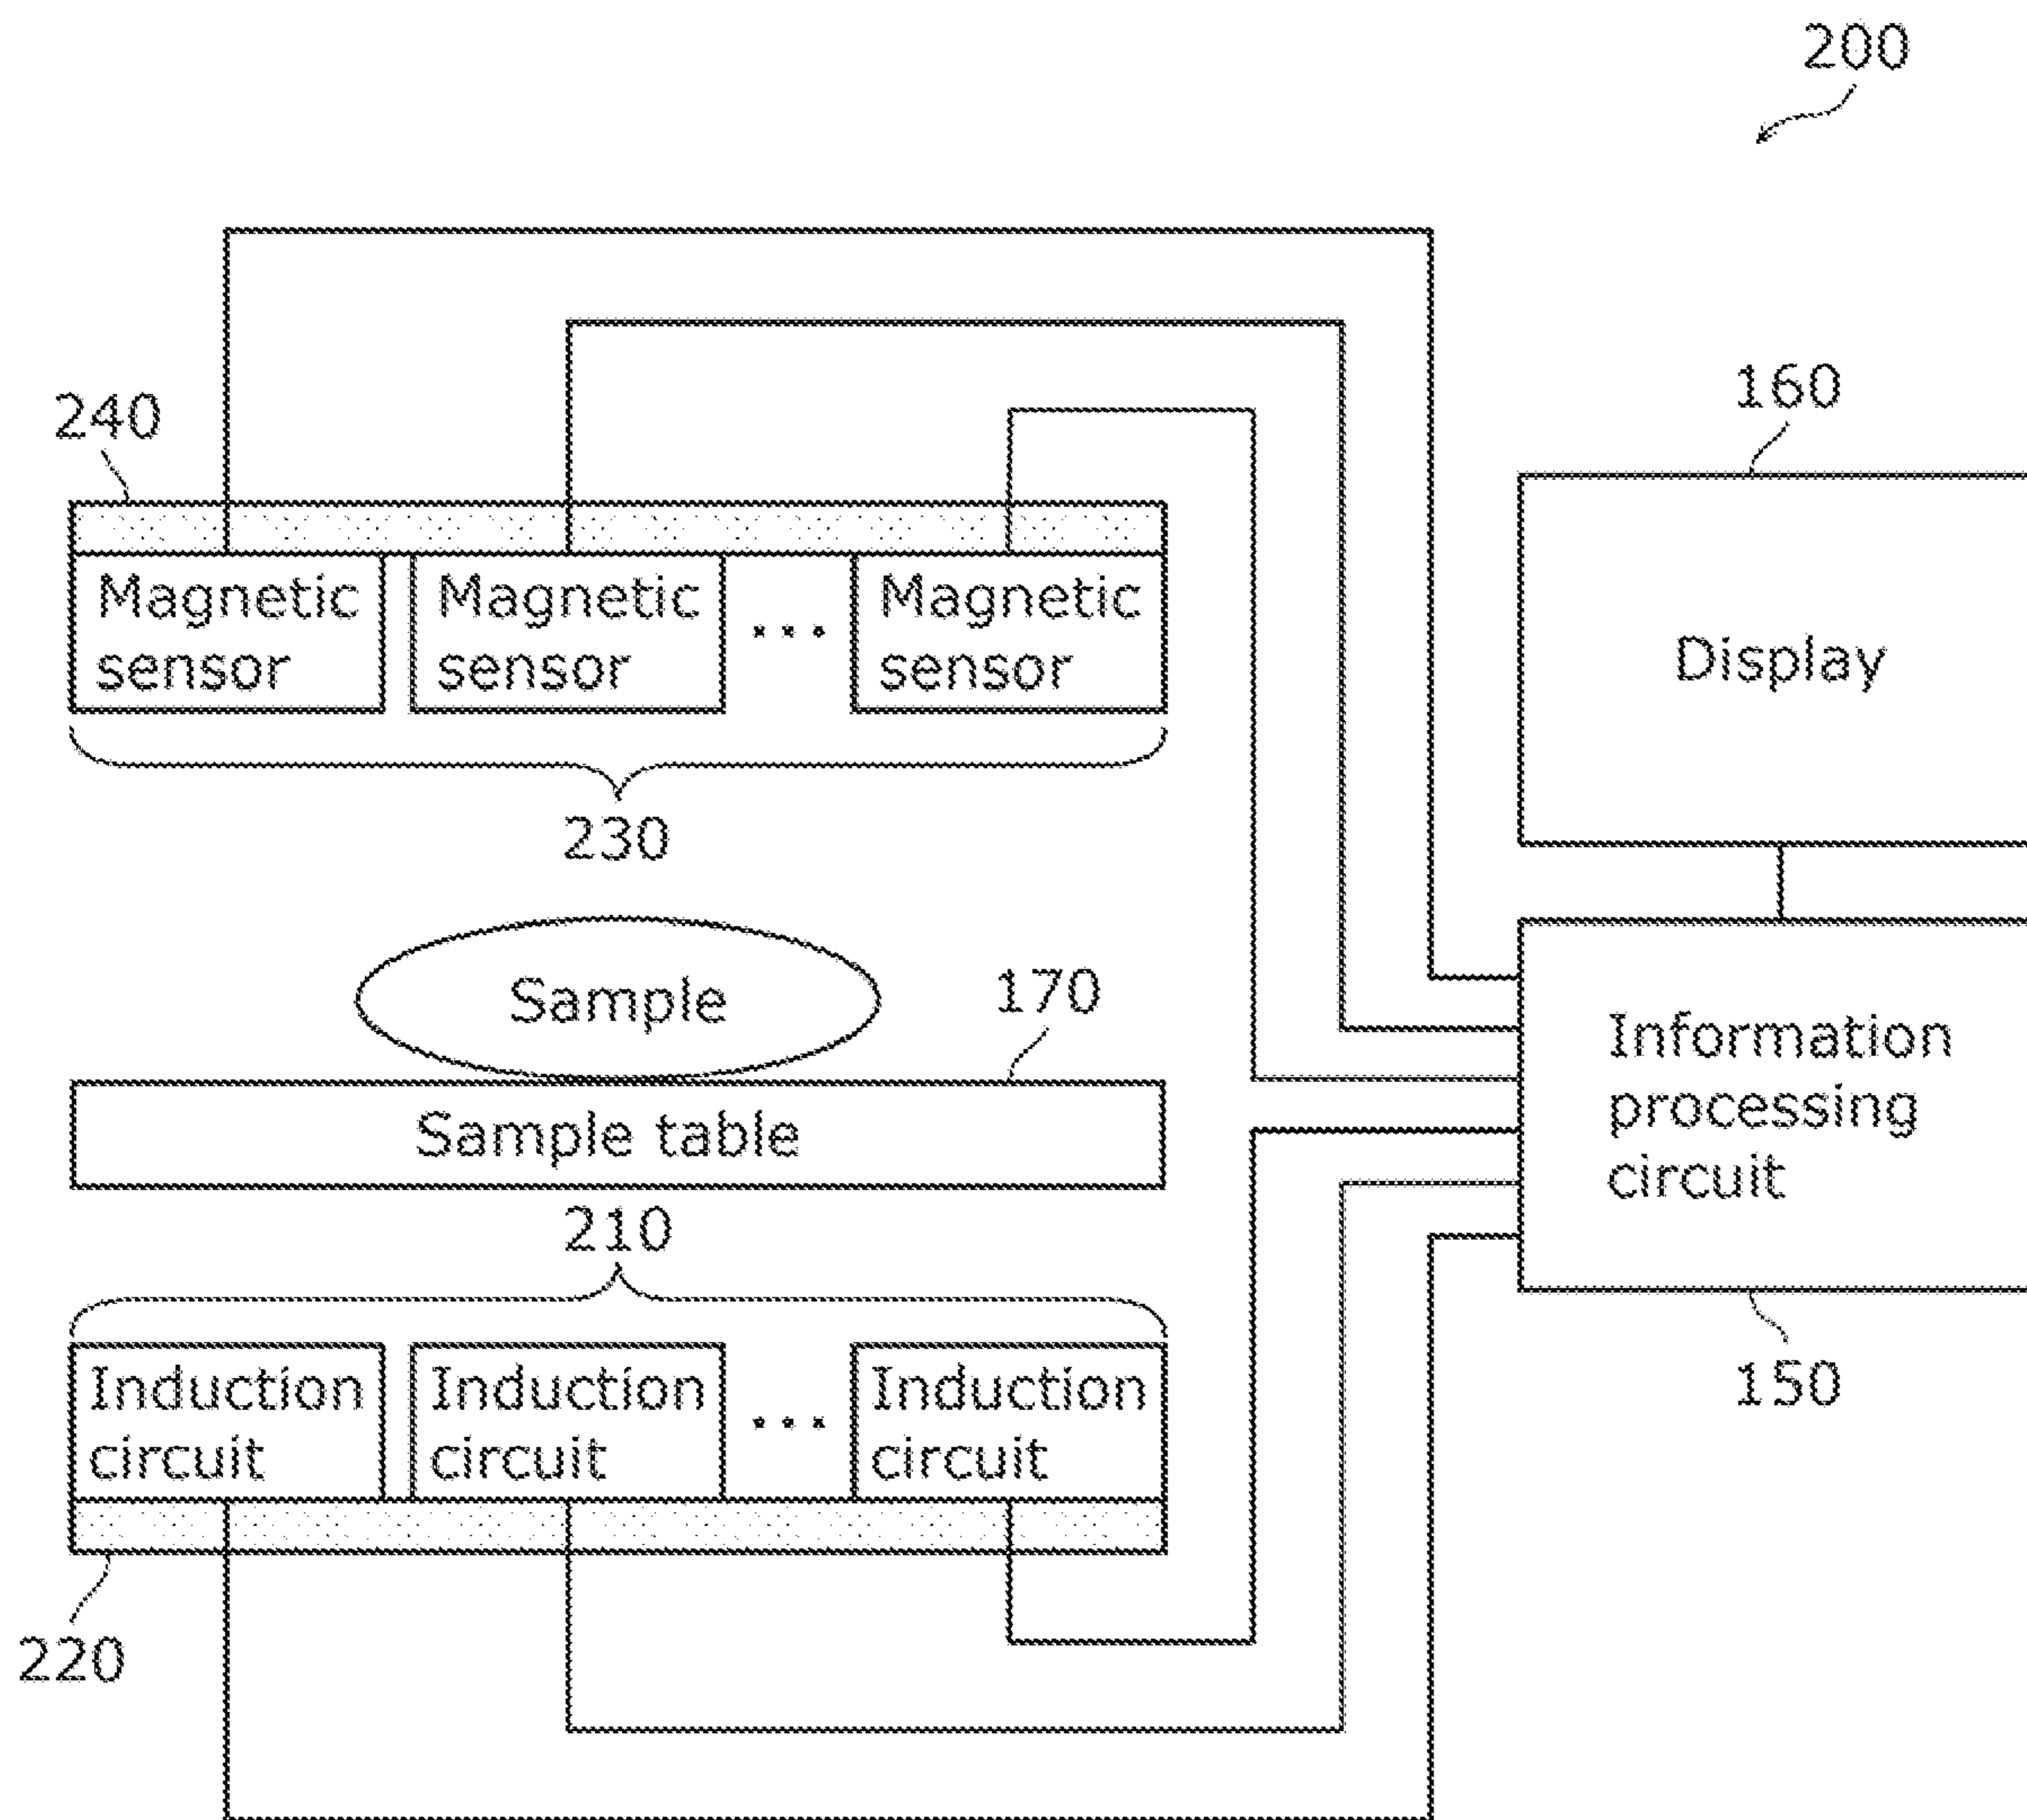 200
240
160
Magnetic sensor
Magnetic sensor
...
Magnetic sensor
Display
230
Sample
170
Information
processing
circuit
Sample table
210
Induction circuit
Induction circuit
...
Induction circuit
150
220